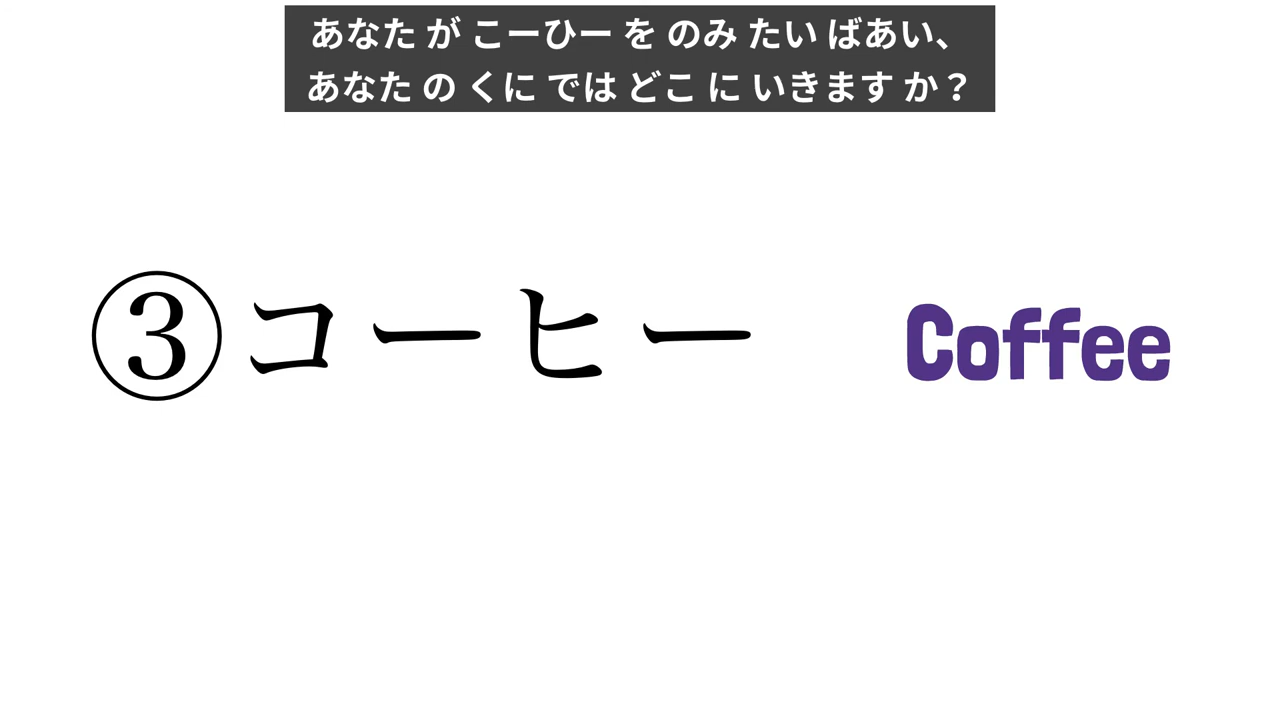 あなた が こーひー を のみ たい ばあい、
あなた の くに では どこ に いきます か？
③コーヒー Coffee